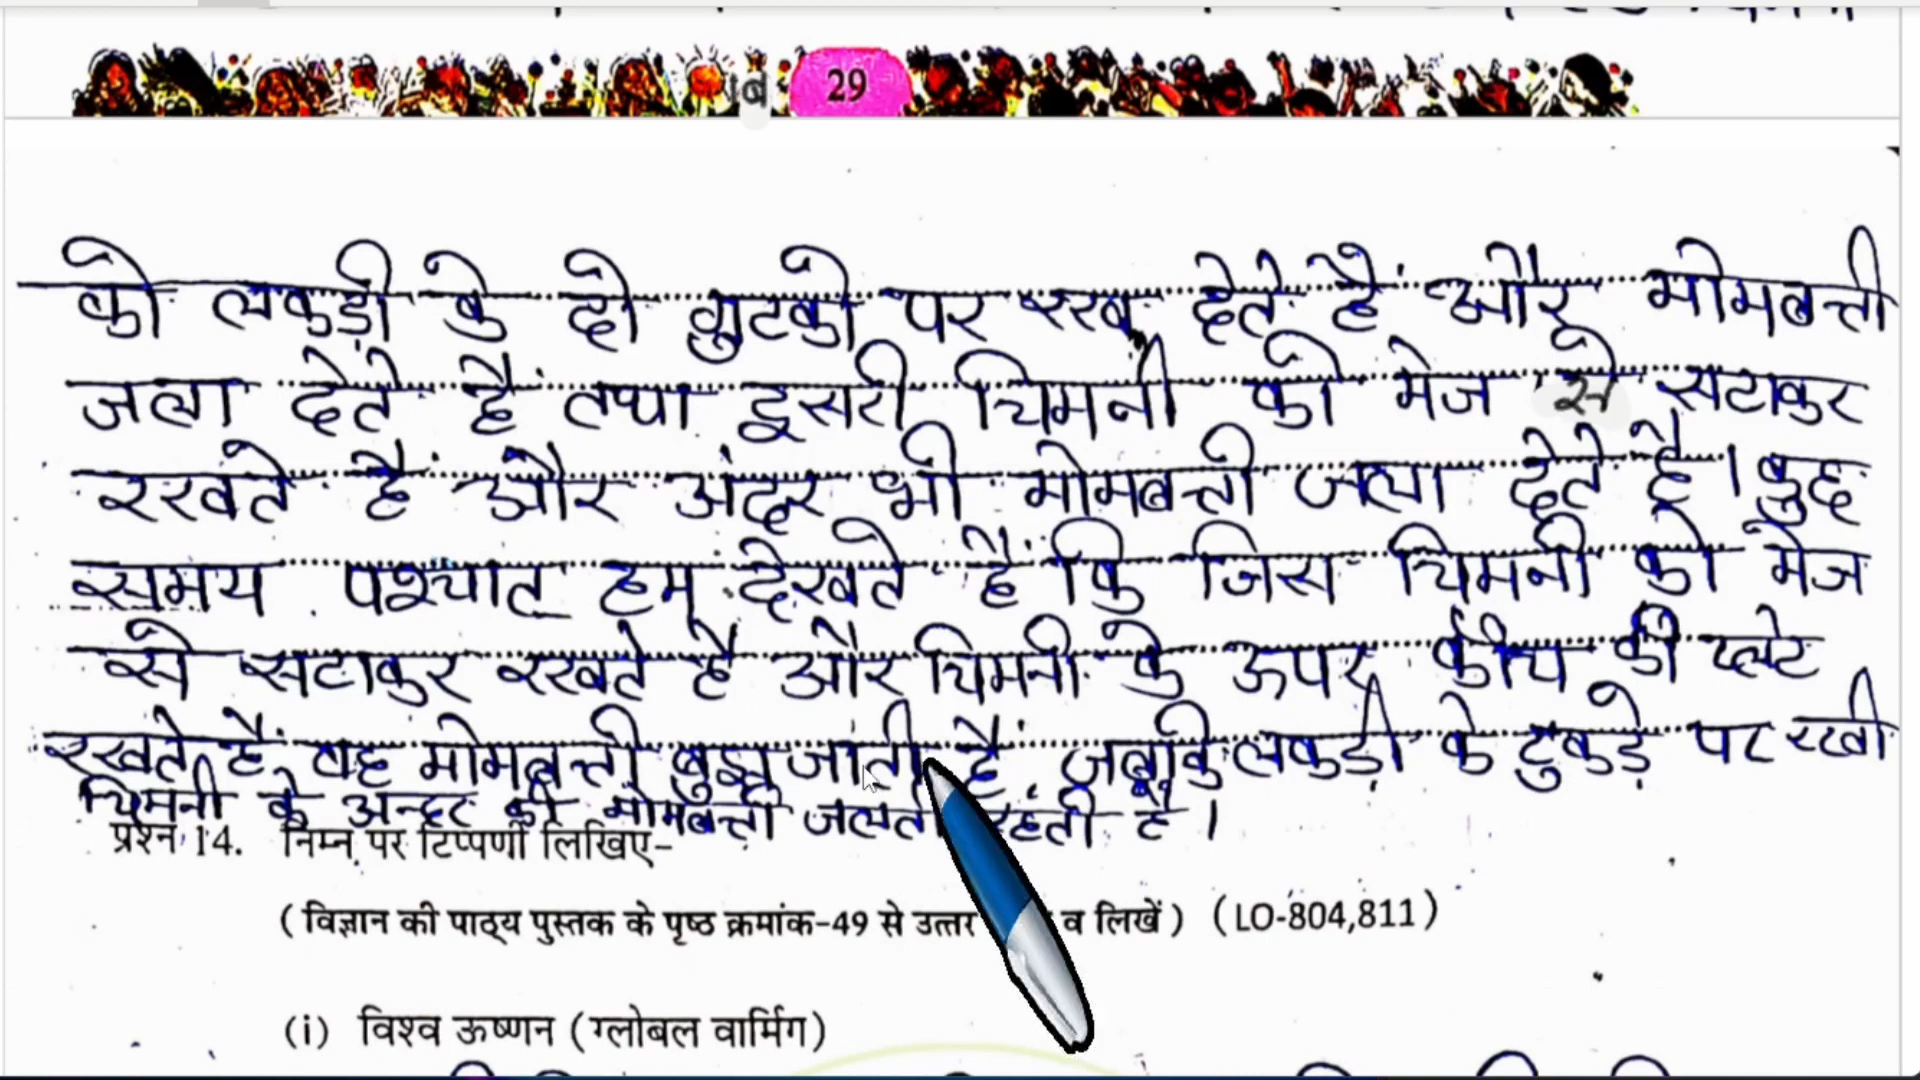 29
को लकड़ी के दो गुटको पर रख देते हैं और मोमबत्ती
जला देते हैं तथा दूसरी चिमनी को मेज से सटाकर
रखते हैं और अंदर भी मोमबत्ती जला देते है। कुछ
समय पश्चात हम देखते हैं कि जिस चिमनी को मेज
से सटाकर रखते है और चिमनी के ऊपर काँच की प्लेट
रखते हैं, वह मोमबत्ती बुझ जाती है, जबकि लकड़ी के टुकड़े पर रखी
चिमनी के अन्दर की मोमबत्ती जलती रहती है।
प्रश्न 14. निम्न पर टिप्पणी लिखिए-
( विज्ञान की पाठ्य पुस्तक के पृष्ठ क्रमांक-49 से उत्तर व लिखें ) (LO-804,811)
(i) विश्व ऊष्णन (ग्लोबल वार्मिग)